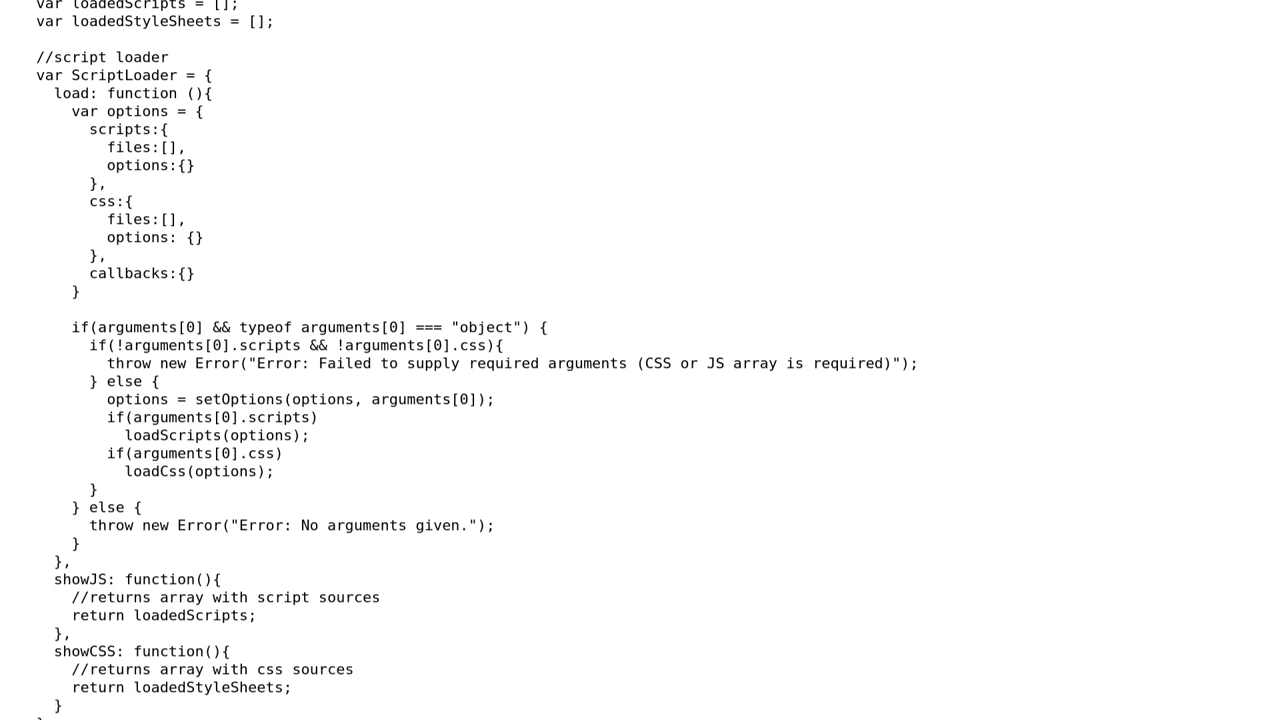 var loadedScripts = [];
var loadedStyleSheets = [];

//script loader
var ScriptLoader = {
  load: function (){
    var options = {
      scripts:{
        files:[],
        options:{}
      },
      css:{
        files:[],
        options: {}
      },
      callbacks:{}
    }

    if(arguments[0] && typeof arguments[0] === "object") {
      if(!arguments[0].scripts && !arguments[0].css){
        throw new Error("Error: Failed to supply required arguments (CSS or JS array is required)");
      } else {
        options = setOptions(options, arguments[0]);
        if(arguments[0].scripts)
          loadScripts(options);
        if(arguments[0].css)
          loadCss(options);
      }
    } else {
      throw new Error("Error: No arguments given.");
    }
  },
  showJS: function(){
    //returns array with script sources
    return loadedScripts;
  },
  showCSS: function(){
    //returns array with css sources
    return loadedStyleSheets;
  }